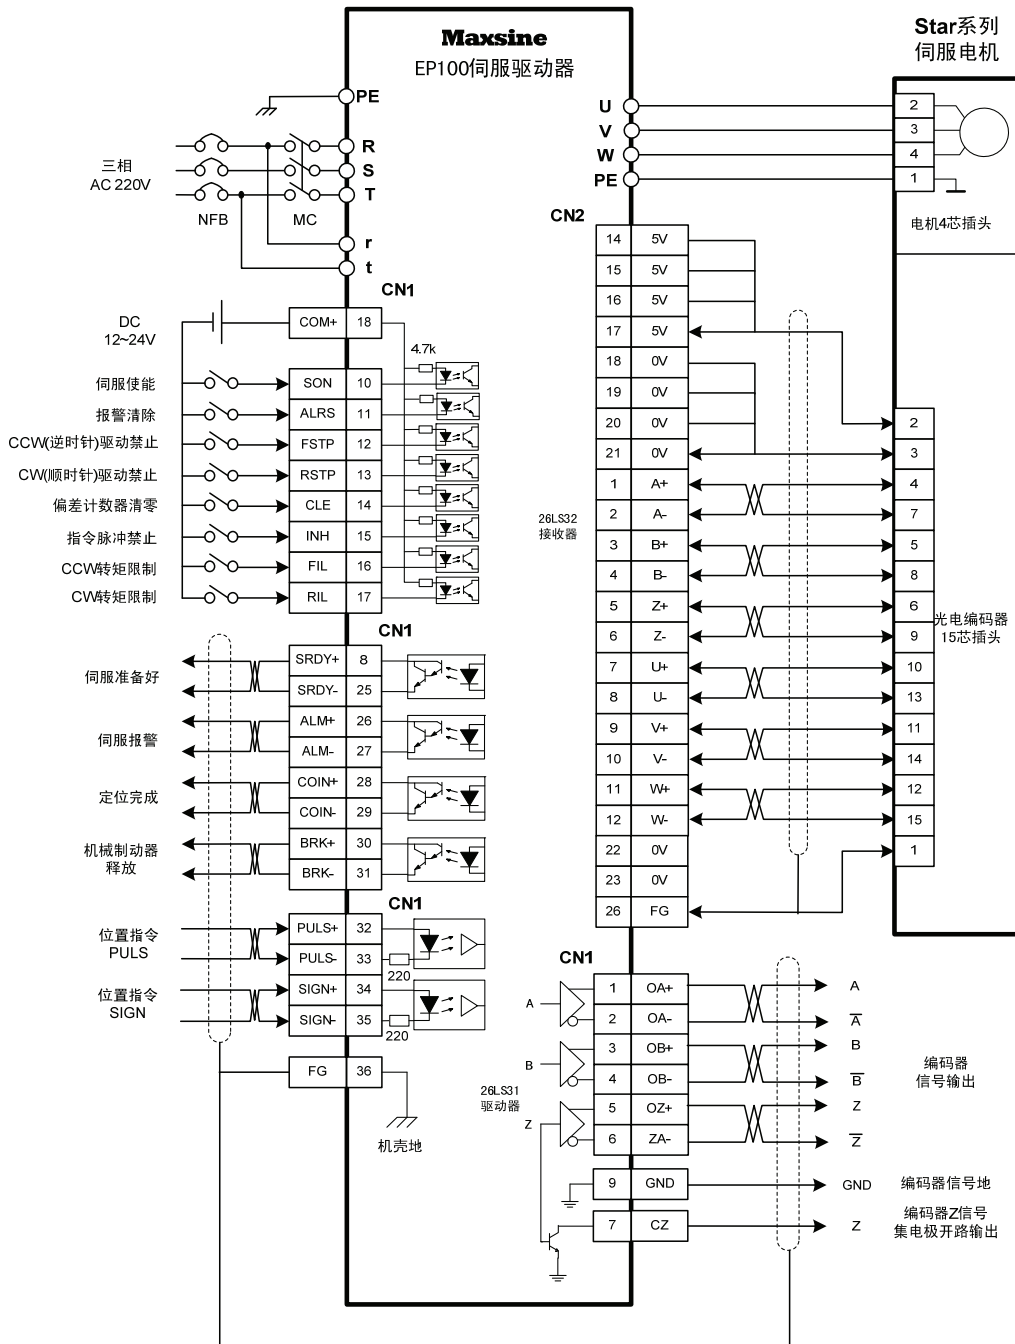 Maxsine
EP100伺服驱动器
Star系列
伺服电机
PE
三相
AC 220V
NFB
MC
R
S
T
r
t
U
V
W
PE
2
3
4
1
电机4芯插头
CN1
DC
12~24V
COM+ 18
4.7k
伺服使能 SON 10
报警清除 ALRS 11
CCW(逆时针)驱动禁止 FSTP 12
CW(顺时针)驱动禁止 RSTP 13
偏差计数器清零 CLE 14
指令脉冲禁止 INH 15
CCW转矩限制 FIL 16
CW转矩限制 RIL 17
CN1
伺服准备好
SRDY+ 8
SRDY- 25
伺服报警
ALM+ 26
ALM- 27
定位完成
COIN+ 28
COIN- 29
机械制动器
释放
BRK+ 30
BRK- 31
CN1
位置指令
PULS
PULS+ 32
PULS- 33
220
位置指令
SIGN
SIGN+ 34
SIGN- 35
220
FG 36
机壳地
CN2
14 5V
15 5V
16 5V
17 5V
18 0V
19 0V
20 0V
21 0V
1 A+
2 A-
3 B+
4 B-
5 Z+
6 Z-
7 U+
8 U-
9 V+
10 V-
11 W+
12 W-
22 0V
23 0V
26 FG
26LS32
接收器
2
3
4
7
5
8
6
9
10
13
11
14
12
15
1
光电编码器
15芯插头
CN1
A
1 OA+ A
2 OA- A̅
B
3 OB+ B
4 OB- B̅
Z
5 OZ+ Z
6 ZA- Z̅
26LS31
驱动器
编码器
信号输出
9 GND GND 编码器信号地
7 CZ Z
编码器Z信号
集电极开路输出